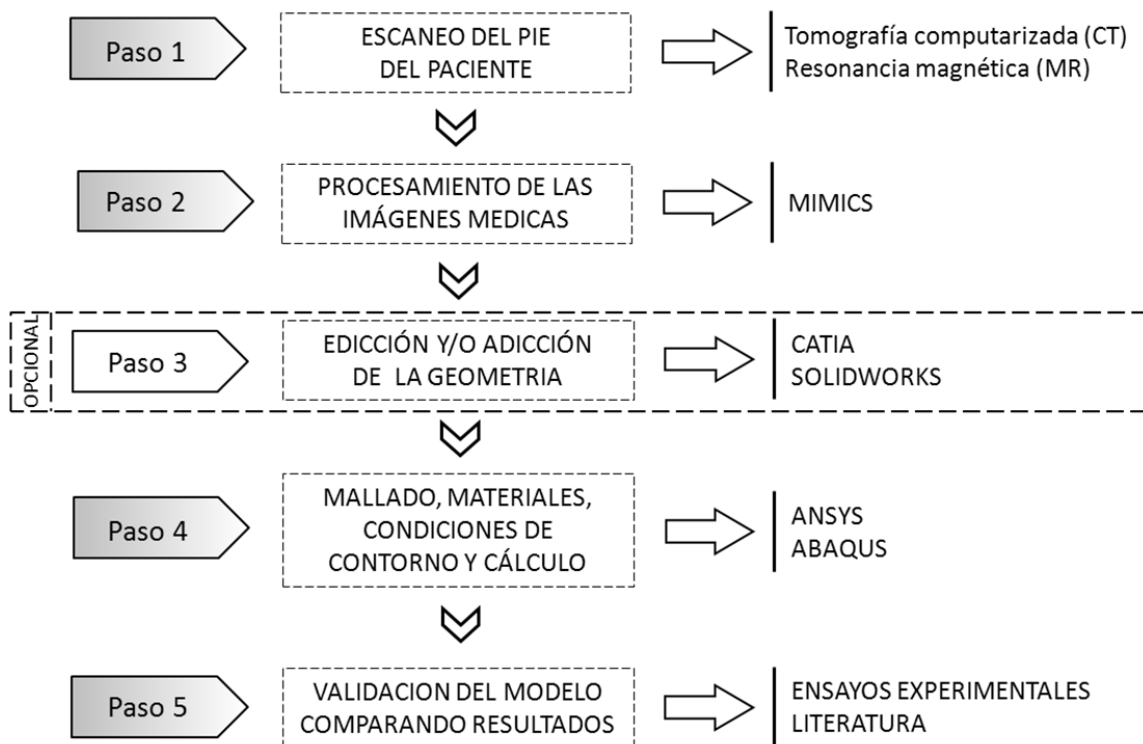 Paso 1
ESCANEO DEL PIE
DEL PACIENTE
Tomografía computarizada (CT)
Resonancia magnética (MR)
Paso 2
PROCESAMIENTO DE LAS
IMÁGENES MEDICAS
MIMICS
OPCIONAL
Paso 3
EDICCIÓN Y/O ADICCIÓN
DE LA GEOMETRIA
CATIA
SOLIDWORKS
Paso 4
MALLADO, MATERIALES,
CONDICIONES DE
CONTORNO Y CÁLCULO
ANSYS
ABAQUS
Paso 5
VALIDACION DEL MODELO
COMPARANDO RESULTADOS
ENSAYOS EXPERIMENTALES
LITERATURA